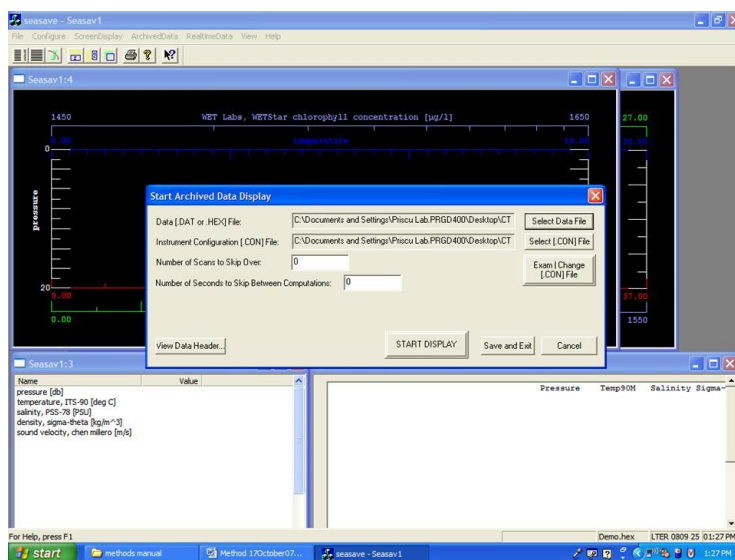 seasave - Seasav1
File Configure ScreenDisplay ArchivedData RealtimeData View Help
Seasav1:4
1450 WET Labs, WETStar chlorophyll concentration [µg/l] 1650 27.00
0.00 temperature
0
pressure
20
0.00 37.00
0.00 1550
Start Archived Data Display
Data [.DAT or .HEX] File: C:\Documents and Settings\Priscu Lab.PRGD400\Desktop\CT Select Data File
Instrument Configuration [.CON] File: C:\Documents and Settings\Priscu Lab.PRGD400\Desktop\CT Select [.CON] File
Number of Scans to Skip Over: 0
Exam | Change [.CON] File
Number of Seconds to Skip Between Computations: 0
View Data Header... START DISPLAY Save and Exit Cancel
Seasav1:3
Name Value
pressure [db]
temperature, ITS-90 [deg C]
salinity, PSS-78 [PSU]
density, sigma-theta [kg/m^3]
sound velocity, chen millero [m/s]
Pressure Temp90M Salinity Sigma-
For Help, press F1 Demo.hex LTER 0809 25 01:27 PM
start methods manual Method 17October07... seasave - Seasav1 1:27 PM